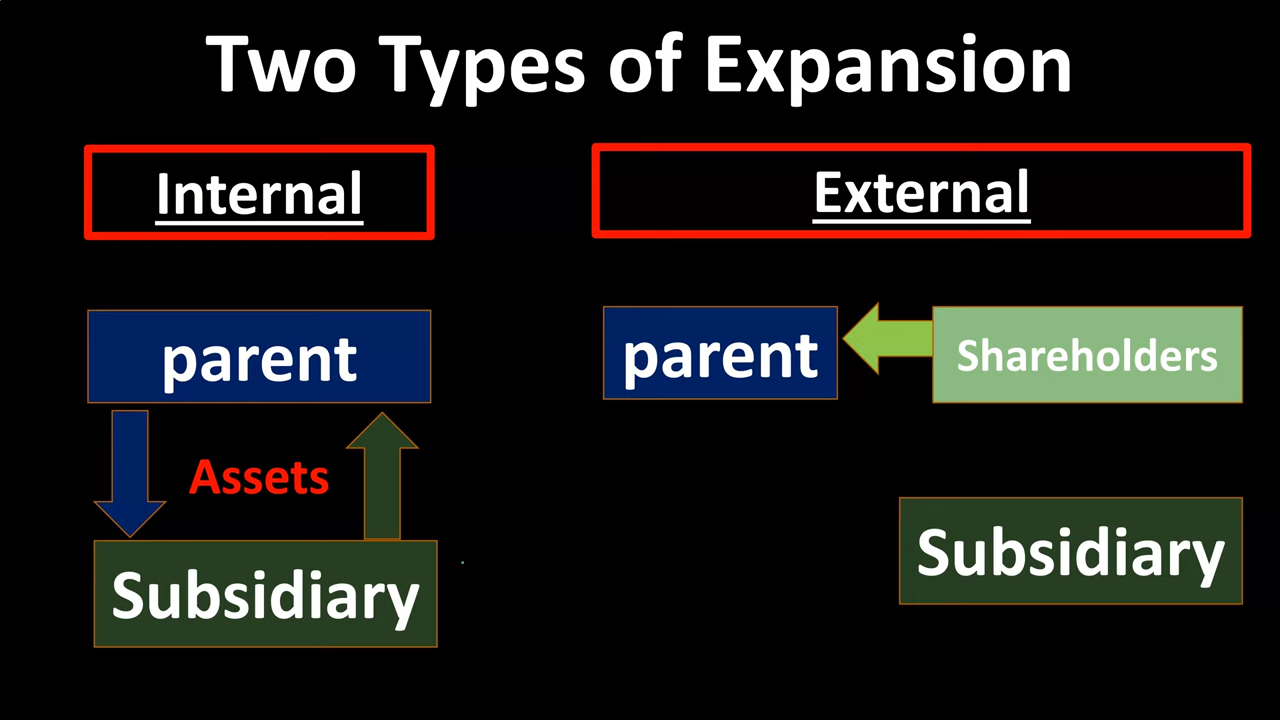 Two Types of Expansion
Internal
External
parent
parent
Shareholders
Assets
Subsidiary
Subsidiary